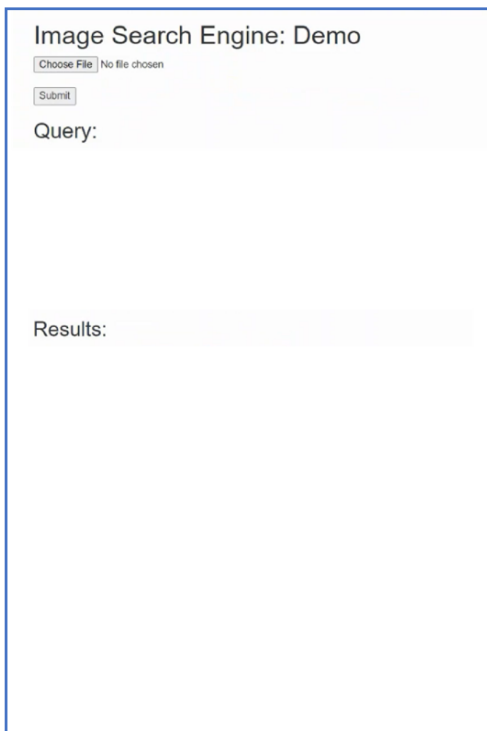 Image Search Engine: Demo
Choose File No file chosen
Submit
Query:
Results: